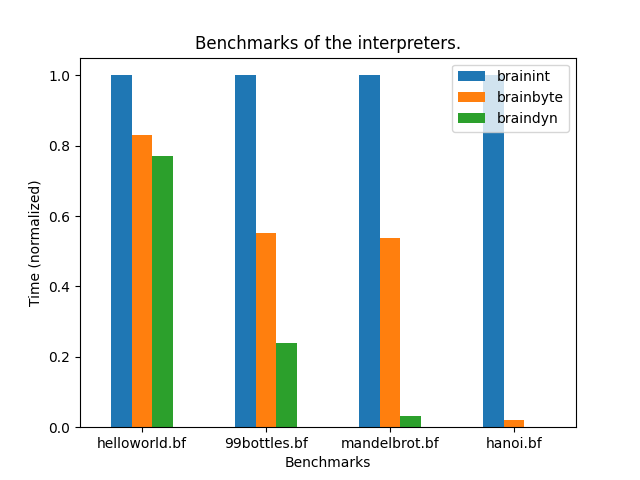 Benchmarks of the interpreters.
brainint
brainbyte
braindyn
Time (normalized)
1.0
0.8
0.6
0.4
0.2
0.0
helloworld.bf 99bottles.bf mandelbrot.bf hanoi.bf
Benchmarks